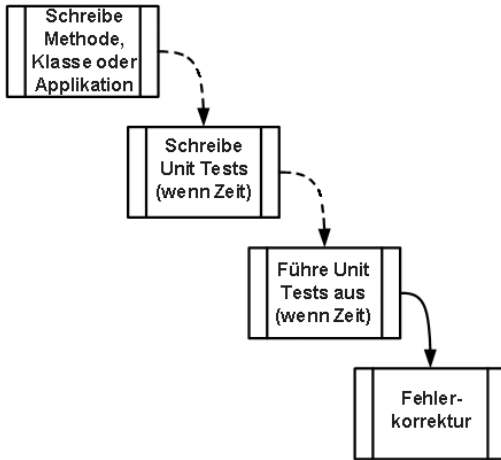 Schreibe
Methode,
Klasse oder
Applikation
Schreibe
Unit Tests
(wenn Zeit)
Führe Unit
Tests aus
(wenn Zeit)
Fehler-
korrektur